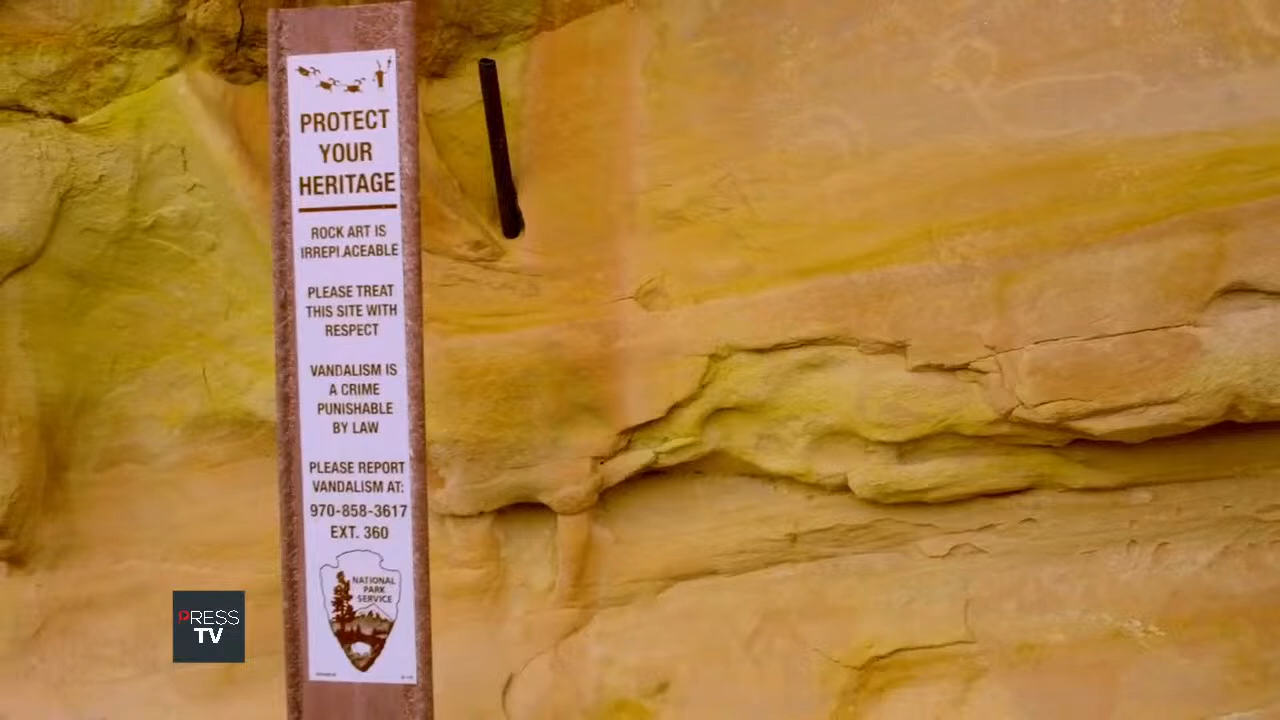 PROTECT
YOUR
HERITAGE
ROCK ART IS
IRREPLACEABLE
PLEASE TREAT
THIS SITE WITH
RESPECT
VANDALISM IS
A CRIME
PUNISHABLE
BY LAW
PLEASE REPORT
VANDALISM AT:
970-858-3617
EXT. 360
NATIONAL
PARK
SERVICE
PRESS
TV